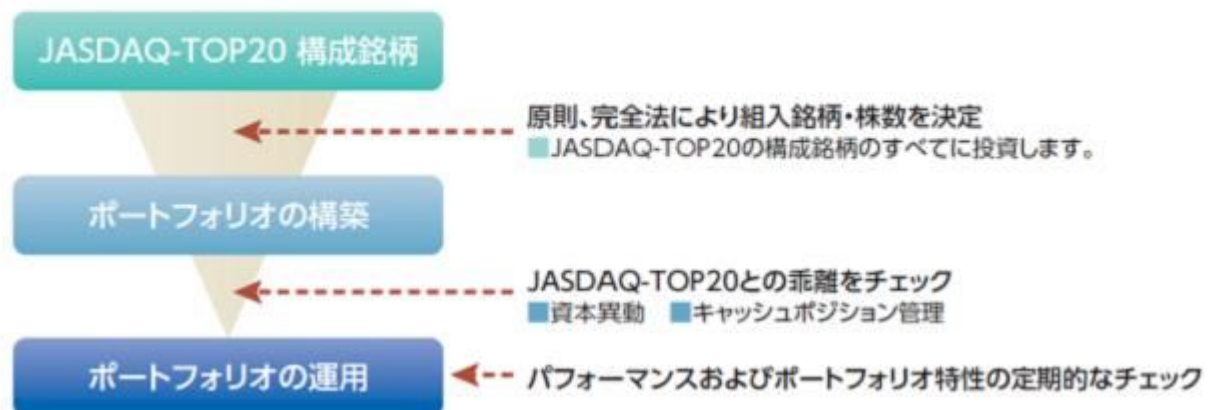 JASDAQ-TOP20 構成銘柄
原則、完全法により組入銘柄・株数を決定
■JASDAQ-TOP20の構成銘柄のすべてに投資します。
ポートフォリオの構築
JASDAQ-TOP20との乖離をチェック
■資本異動 ■キャッシュポジション管理
ポートフォリオの運用
パフォーマンスおよびポートフォリオ特性の定期的なチェック